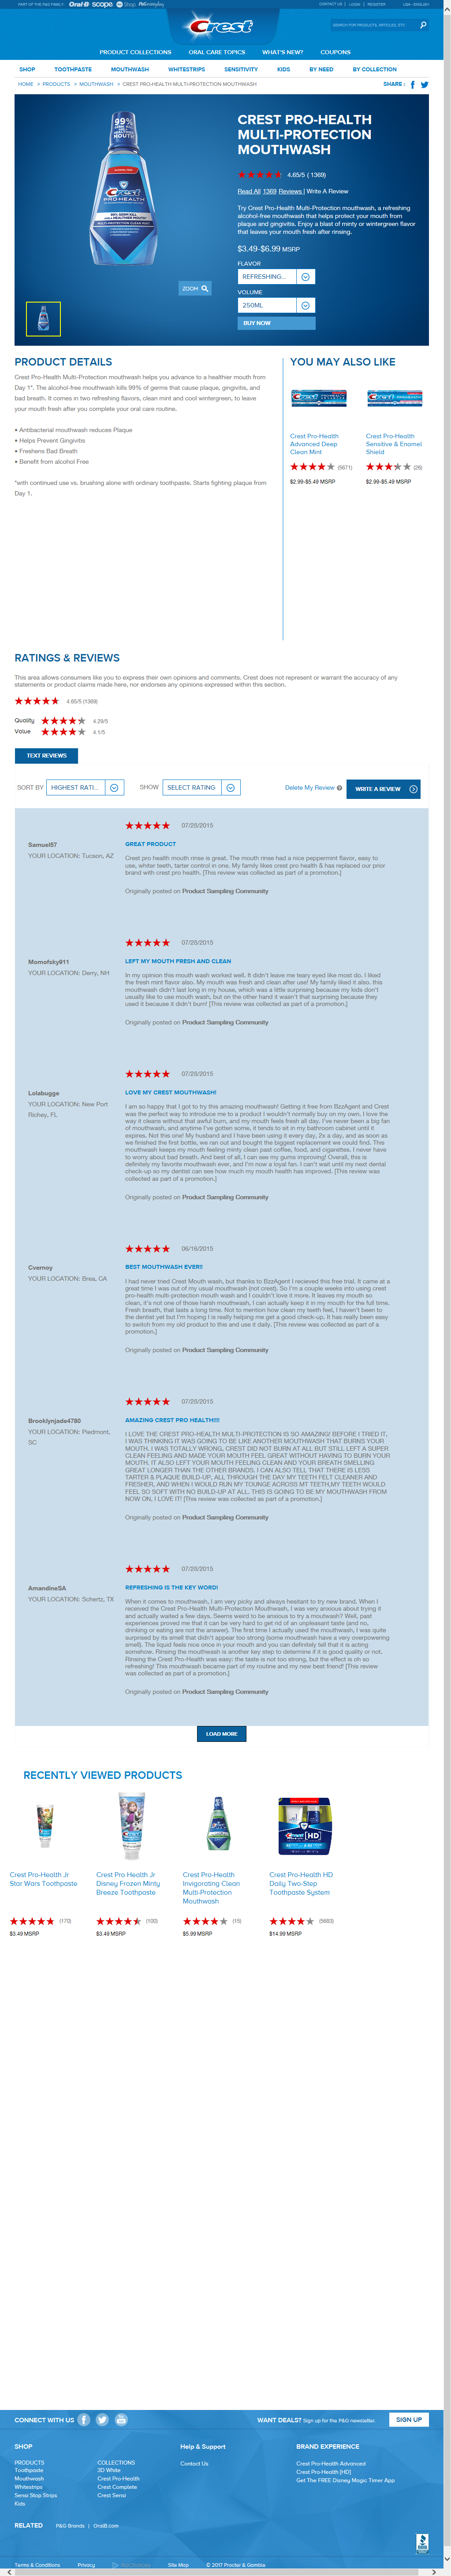 PART OF THE P&G FAMILY:
Oral-B scope Shop P&G everyday
CONTACT US | LOGIN | REGISTER USA - ENGLISH
Crest
SEARCH FOR PRODUCTS, ARTICLES, ETC
PRODUCT COLLECTIONS ORAL CARE TOPICS WHAT'S NEW? COUPONS
SHOP TOOTHPASTE MOUTHWASH WHITESTRIPS SENSITIVITY KIDS BY NEED BY COLLECTION
HOME > PRODUCTS > MOUTHWASH > CREST PRO-HEALTH MULTI-PROTECTION MOUTHWASH
SHARE :
CREST PRO-HEALTH
MULTI-PROTECTION
MOUTHWASH
4.65/5 ( 1369)
Read All 1369 Reviews | Write A Review
Try Crest Pro-Health Multi-Protection mouthwash, a refreshing
alcohol-free mouthwash that helps protect your mouth from
plaque and gingivitis. Enjoy a blast of minty or wintergreen flavor
that leaves your mouth fresh after rinsing.
$3.49-$6.99 MSRP
FLAVOR
REFRESHING...
VOLUME
250ML
BUY NOW
99%
Crest
PRO-HEALTH
ZOOM
PRODUCT DETAILS
Crest Pro-Health Multi-Protection mouthwash helps you advance to a healthier mouth from
Day 1*. The alcohol-free mouthwash kills 99% of germs that cause plaque, gingivitis, and
bad breath. It comes in two refreshing flavors, clean mint and cool wintergreen, to leave
your mouth fresh after you complete your oral care routine.
• Antibacterial mouthwash reduces Plaque
• Helps Prevent Gingivitis
• Freshens Bad Breath
• Benefit from alcohol Free
*with continued use vs. brushing alone with ordinary toothpaste. Starts fighting plaque from
Day 1.
YOU MAY ALSO LIKE
Crest Pro-Health
Advanced Deep
Clean Mint
(5671)
$2.99-$5.49 MSRP
Crest Pro-Health
Sensitive & Enamel
Shield
(26)
$2.99-$5.49 MSRP
RATINGS & REVIEWS
This area allows consumers like you to express their own opinions and comments. Crest does not represent or warrant the accuracy of any
statements or product claims made here, nor endorses any opinions expressed within this section.
4.65/5 (1369)
Quality 4.29/5
Value 4.1/5
TEXT REVIEWS
SORT BY HIGHEST RATI... SHOW SELECT RATING Delete My Review WRITE A REVIEW
07/28/2015
Samuel87
YOUR LOCATION: Tucson, AZ
GREAT PRODUCT
Crest pro health mouth rinse is great. The mouth rinse had a nice peppermint flavor, easy to
use, whiter teeth, tarter control in one. My family likes crest pro health & has replaced our prior
brand with crest pro health. [This review was collected as part of a promotion.]
Originally posted on Product Sampling Community
07/28/2015
Momofsky911
YOUR LOCATION: Derry, NH
LEFT MY MOUTH FRESH AND CLEAN
In my opinion this mouth wash worked well. It didn't leave me teary eyed like most do. I liked
the fresh mint flavor also. My mouth was fresh and clean after use! My family liked it also. this
mouthwash didn't last long in my house, which was a little surprising because my kids don't
usually like to use mouth wash, but on the other hand it wasn't that surprising because they
used it because it didn't burn! [This review was collected as part of a promotion.]
Originally posted on Product Sampling Community
07/28/2015
Lolabugge
YOUR LOCATION: New Port
Richey, FL
LOVE MY CREST MOUTHWASH!
I am so happy that I got to try this amazing mouthwash! Getting it free from BzzAgent and Crest
was the perfect way to introduce me to a product I wouldn't normally buy on my own. I love the
way it cleans without that awful burn, and my mouth feels fresh all day. I've never been a big fan
of mouthwash, and anytime I've gotten some, it tends to sit in my bathroom cabinet until it
expires. Not this one! My husband and I have been using it every day, 2x a day, and as soon as
we finished the first bottle, we ran out and bought the biggest replacement we could find. This
mouthwash keeps my mouth feeling minty clean past coffee, food, and cigarettes. I never have
to worry about bad breath. And best of all, I can see my gums improving! Overall, this is
definitely my favorite mouthwash ever, and I'm now a loyal fan. I can't wait until my next dental
check-up so my dentist can see how much my mouth health has improved. [This review was
collected as part of a promotion.]
Originally posted on Product Sampling Community
06/16/2015
Cvernoy
YOUR LOCATION: Brea, CA
BEST MOUTHWASH EVER!!
I had never tried Crest Mouth wash, but thanks to BzzAgent I recieved this free trial. It came at a
great time I was out of my usual mouthwash (not crest). So I'm a couple weeks into using crest
pro-health multi-protection mouth wash and I couldn't love it more. It leaves my mouth so
clean, it's not one of those harsh mouthwash, I can actually keep it in my mouth for the full time.
Fresh breath, that lasts a long time. Not to mention how clean my teeth feel, I haven't been to
the dentist yet but I'm hoping it is really helping me get a good check-up. It has been really easy
to switch from my old product to this and use it daily. [This review was collected as part of a
promotion.]
Originally posted on Product Sampling Community
07/28/2015
Brooklynjade4780
YOUR LOCATION: Piedmont,
SC
AMAZING CREST PRO HEALTH!!!!
I LOVE THE CREST PRO-HEALTH MULTI-PROTECTION IS SO AMAZING! BEFORE I TRIED IT,
I WAS THINKING IT WAS GOING TO BE LIKE ANOTHER MOUTHWASH THAT BURNS YOUR
MOUTH, I WAS TOTALLY WRONG, CREST DID NOT BURN AT ALL BUT STILL LEFT A SUPER
CLEAN FEELING AND MADE YOUR MOUTH FEEL GREAT WITHOUT HAVING TO BURN YOUR
MOUTH, IT ALSO LEFT YOUR MOUTH FEELING CLEAN AND YOUR BREATH SMELLING
GREAT LONGER THAN THE OTHER BRANDS. I CAN ALSO TELL THAT THERE IS LESS
TARTER & PLAQUE BUILD-UP, ALL THROUGH THE DAY MY TEETH FELT CLEANER AND
FRESHER, AND WHEN I WOULD RUN MY TOUNGE ACROSS MT TEETH,MY TEETH WOULD
FEEL SO SOFT WITH NO BUILD-UP AT ALL. THIS IS GOING TO BE MY MOUTHWASH FROM
NOW ON, I LOVE IT! [This review was collected as part of a promotion.]
Originally posted on Product Sampling Community
07/28/2015
AmandineSA
YOUR LOCATION: Schertz, TX
REFRESHING IS THE KEY WORD!
When it comes to mouthwash, I am very picky and always hesitant to try new brand. When I
received the Crest Pro-Health Multi-Protection Mouthwash, I was very anxious about trying it
and actually waited a few days. Seems weird to be anxious to try a mouthwash? Well, past
experiences weren't the best and I almost always ended up with no tastebud (and no,
drinking or eating are not the answer). The first time I actually used the mouthwash, I was quite
surprised by its mintiness that didn't appear too strong (some mouthwash have a very overpowering
smell). The liquid feels nice once in your mouth and you can definitively tell that it is acting
somehow. Rinsing the mouthwash is another key step to determine if it is good quality or not.
Rinsing the Crest Pro-Health was easy: the taste is not too strong, but the effect is oh so
refreshing! This mouthwash became part of my routine and my new best friend! [This review
was collected as part of a promotion.]
Originally posted on Product Sampling Community
LOAD MORE
RECENTLY VIEWED PRODUCTS
Crest Pro-Health Jr
Star Wars Toothpaste
(170)
$3.49 MSRP
Crest Pro Health Jr
Disney Frozen Minty
Breeze Toothpaste
(100)
$3.49 MSRP
Crest Pro-Health
Invigorating Clean
Multi-Protection
Mouthwash
(15)
$5.99 MSRP
Crest Pro-Health HD
Daily Two-Step
Toothpaste System
(5683)
$14.99 MSRP
CONNECT WITH US
WANT DEALS? Sign up for the P&G newsletter. SIGN UP
SHOP
PRODUCTS
Toothpaste
Mouthwash
Whitestrips
Sensi Stop Strips
Kids
COLLECTIONS
3D White
Crest Pro-Health
Crest Complete
Crest Sensi
Help & Support
Contact Us
BRAND EXPERIENCE
Crest Pro-Health Advanced
Crest Pro-Health [HD]
Get The FREE Disney Magic Timer App
RELATED P&G Brands | OralB.com
BBB
Terms & Conditions Privacy Site Map © 2017 Procter & Gamble